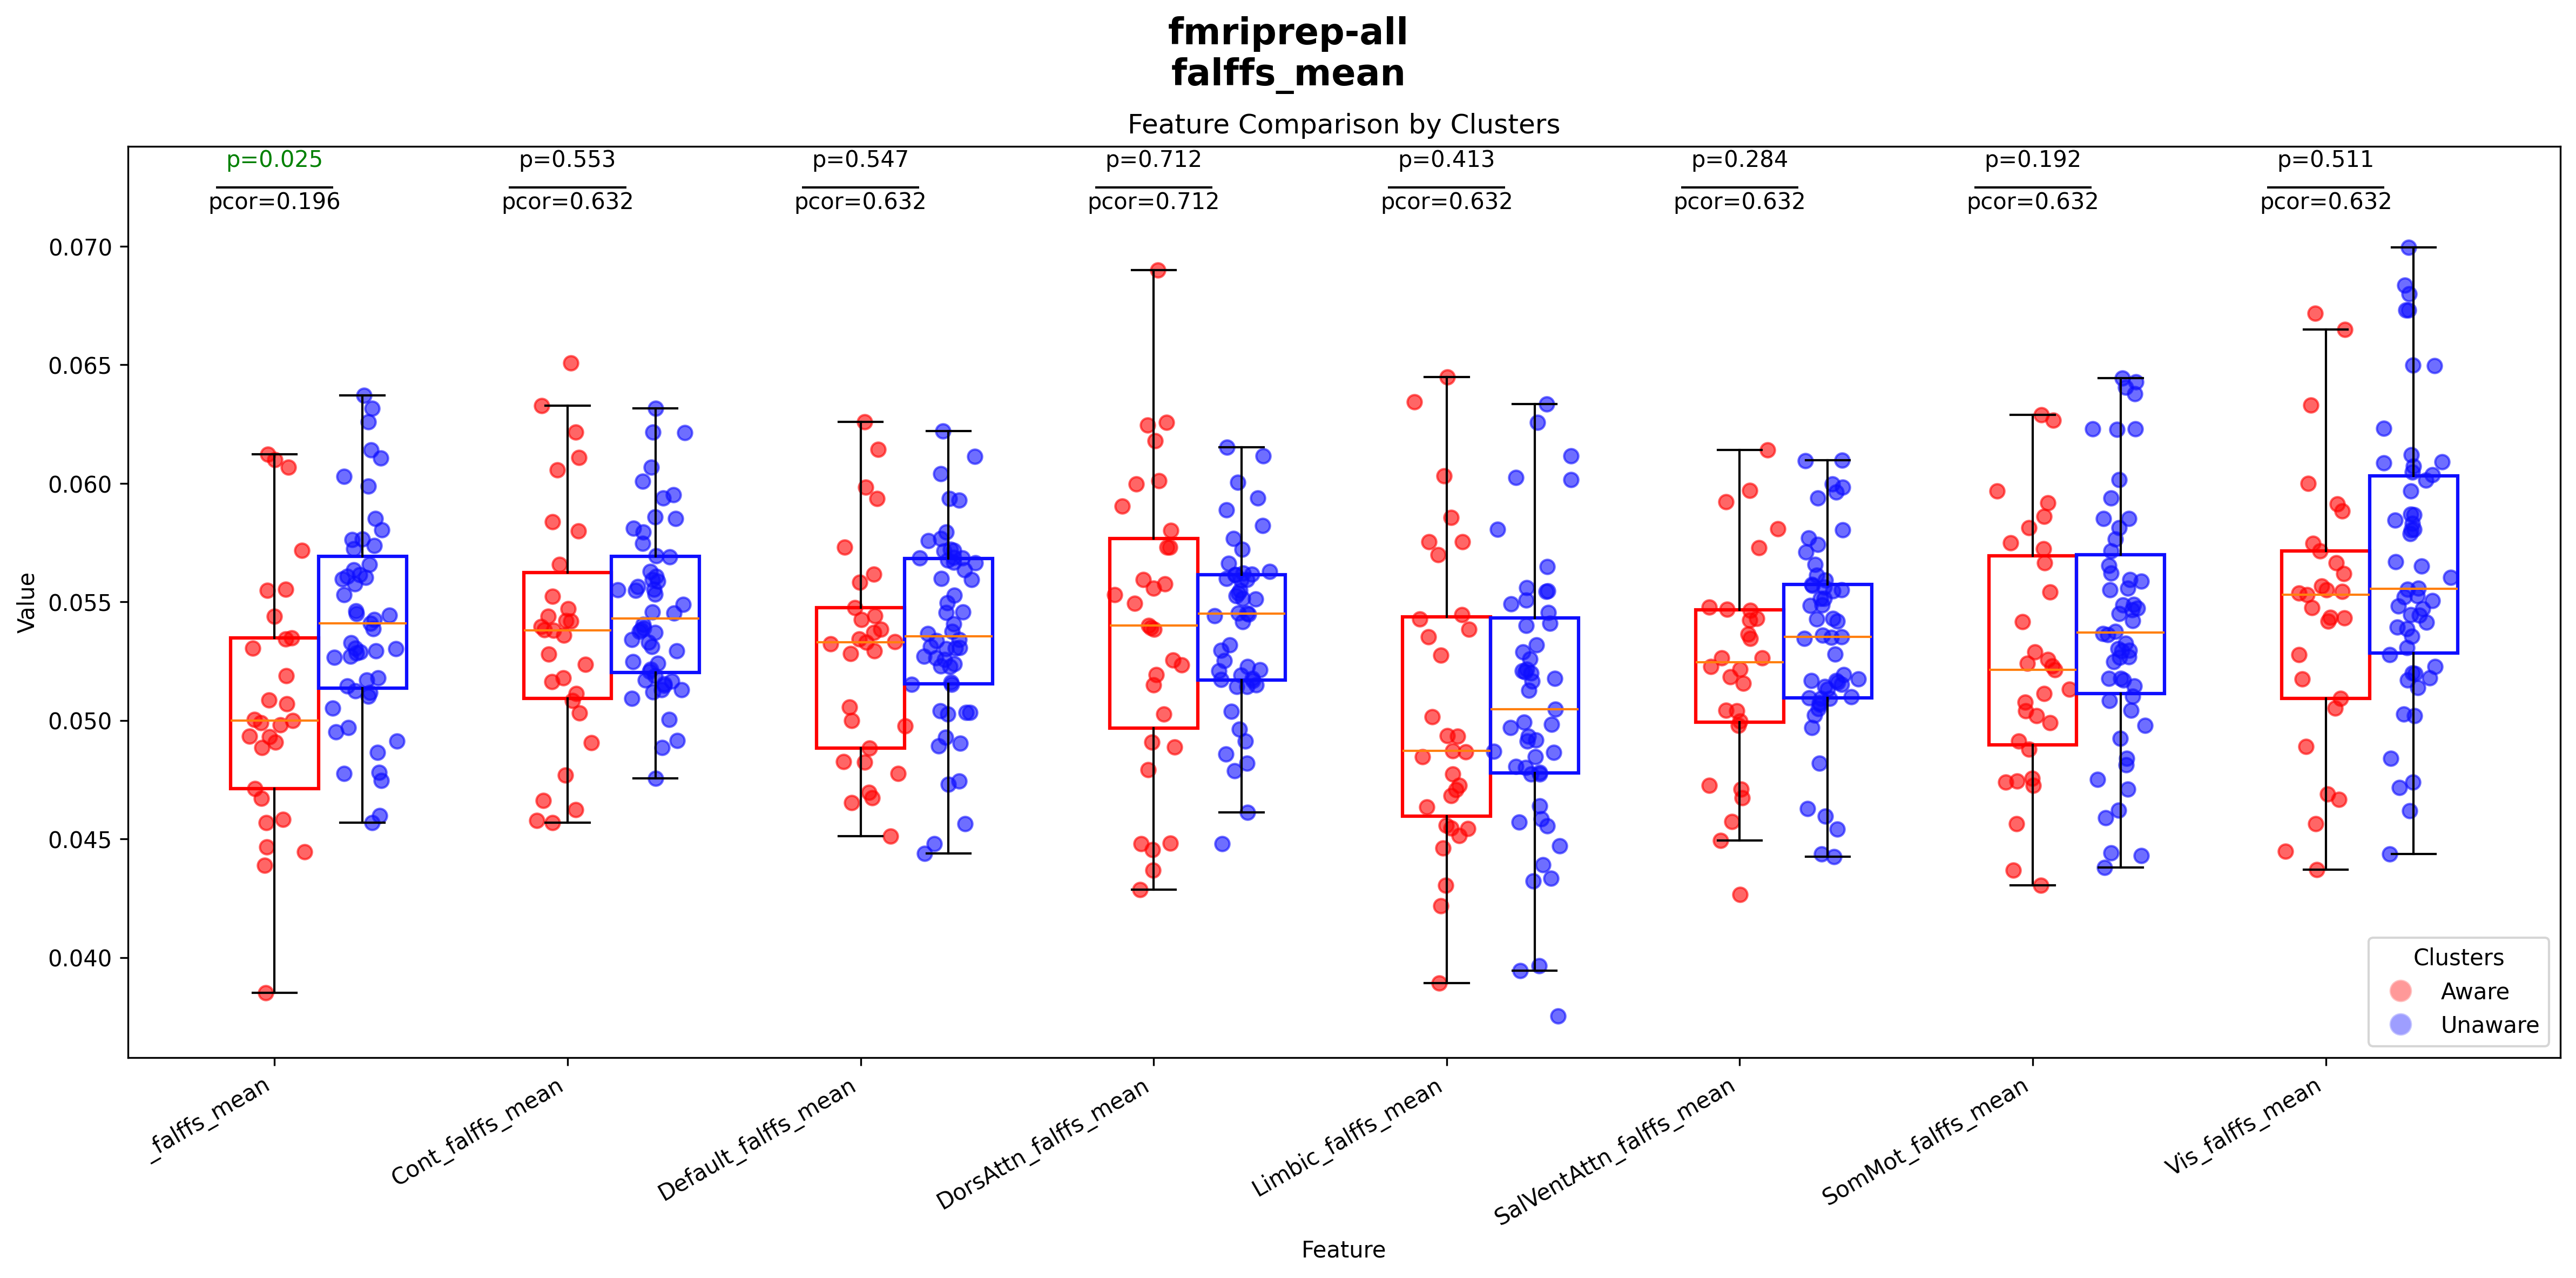 fmriprep-all
falffs_mean
Feature Comparison by Clusters
p=0.025 p=0.553 p=0.547 p=0.712 p=0.413 p=0.284 p=0.192 p=0.511
pcor=0.196 pcor=0.632 pcor=0.632 pcor=0.712 pcor=0.632 pcor=0.632 pcor=0.632 pcor=0.632
0.070
0.065
0.060
0.055
0.050
0.045
0.040
Value
Clusters
Aware
Unaware
_falffs_mean
Cont_falffs_mean
Default_falffs_mean
DorsAttn_falffs_mean
Limbic_falffs_mean
SalVentAttn_falffs_mean
SomMot_falffs_mean
Vis_falffs_mean
Feature